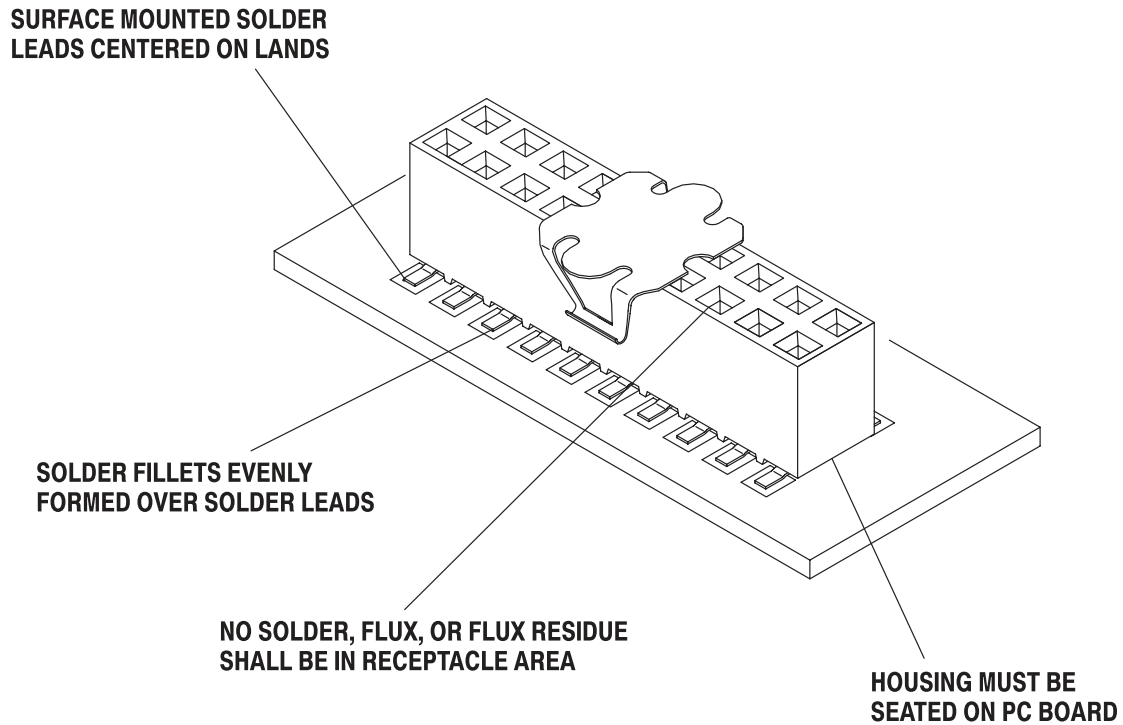 SURFACE MOUNTED SOLDER
LEADS CENTERED ON LANDS
SOLDER FILLETS EVENLY
FORMED OVER SOLDER LEADS
NO SOLDER, FLUX, OR FLUX RESIDUE
SHALL BE IN RECEPTACLE AREA
HOUSING MUST BE
SEATED ON PC BOARD